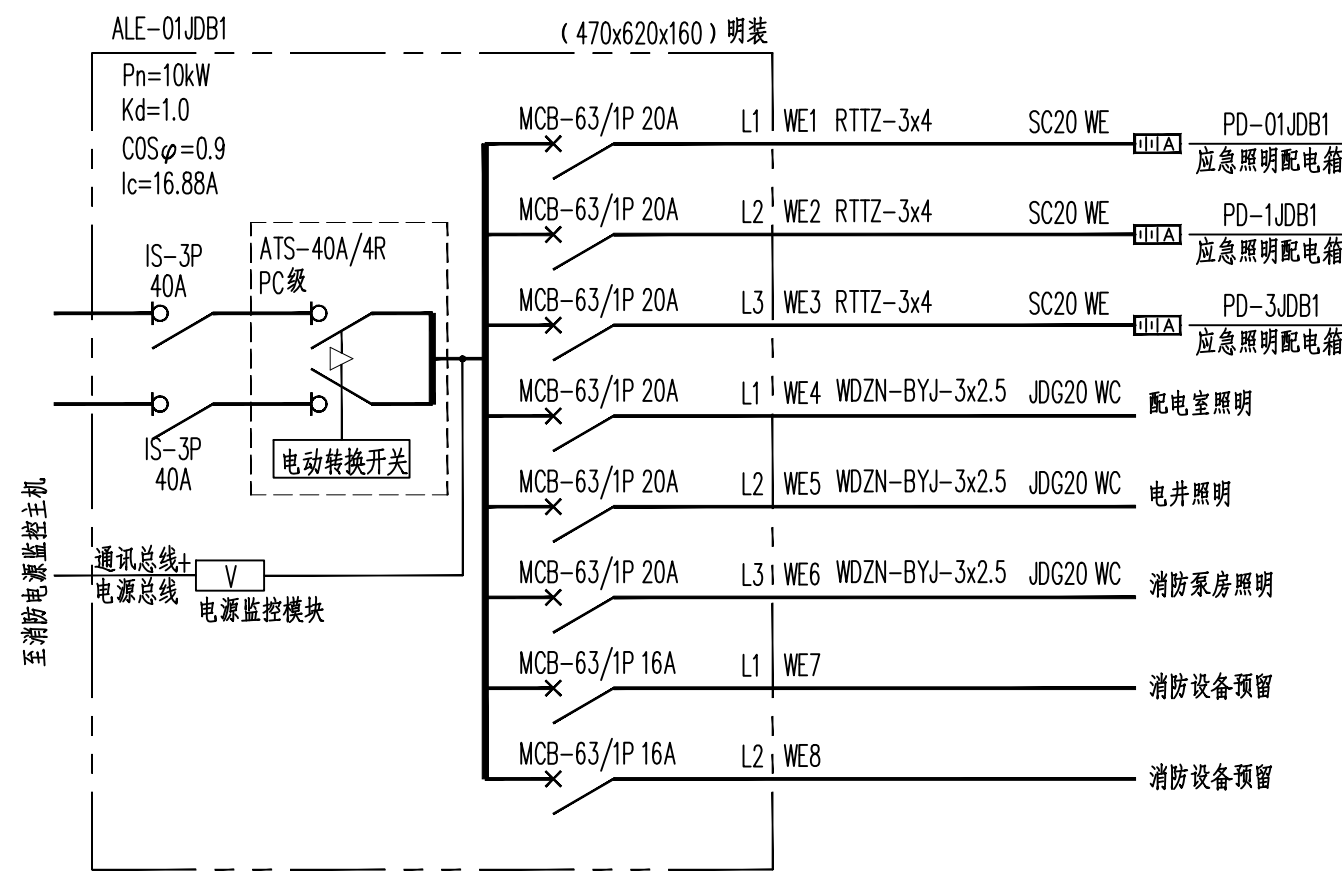 ALE-01JDB1
(470x620x160)明装
Pn=10kW
Kd=1.0
COSφ=0.9
Ic=16.88A
IS-3P
40A
ATS-40A/4R
PC级
电动转换开关
IS-3P
40A
至消防电源监控主机
通讯总线+
电源总线
V
电源监控模块
MCB-63/1P 20A L1 WE1 RTTZ-3x4 SC20 WE A PD-01JDB1
应急照明配电箱
MCB-63/1P 20A L2 WE2 RTTZ-3x4 SC20 WE A PD-1JDB1
应急照明配电箱
MCB-63/1P 20A L3 WE3 RTTZ-3x4 SC20 WE A PD-3JDB1
应急照明配电箱
MCB-63/1P 20A L1 WE4 WDZN-BYJ-3x2.5 JDG20 WC 配电室照明
MCB-63/1P 20A L2 WE5 WDZN-BYJ-3x2.5 JDG20 WC 电井照明
MCB-63/1P 20A L3 WE6 WDZN-BYJ-3x2.5 JDG20 WC 消防泵房照明
MCB-63/1P 16A L1 WE7 消防设备预留
MCB-63/1P 16A L2 WE8 消防设备预留